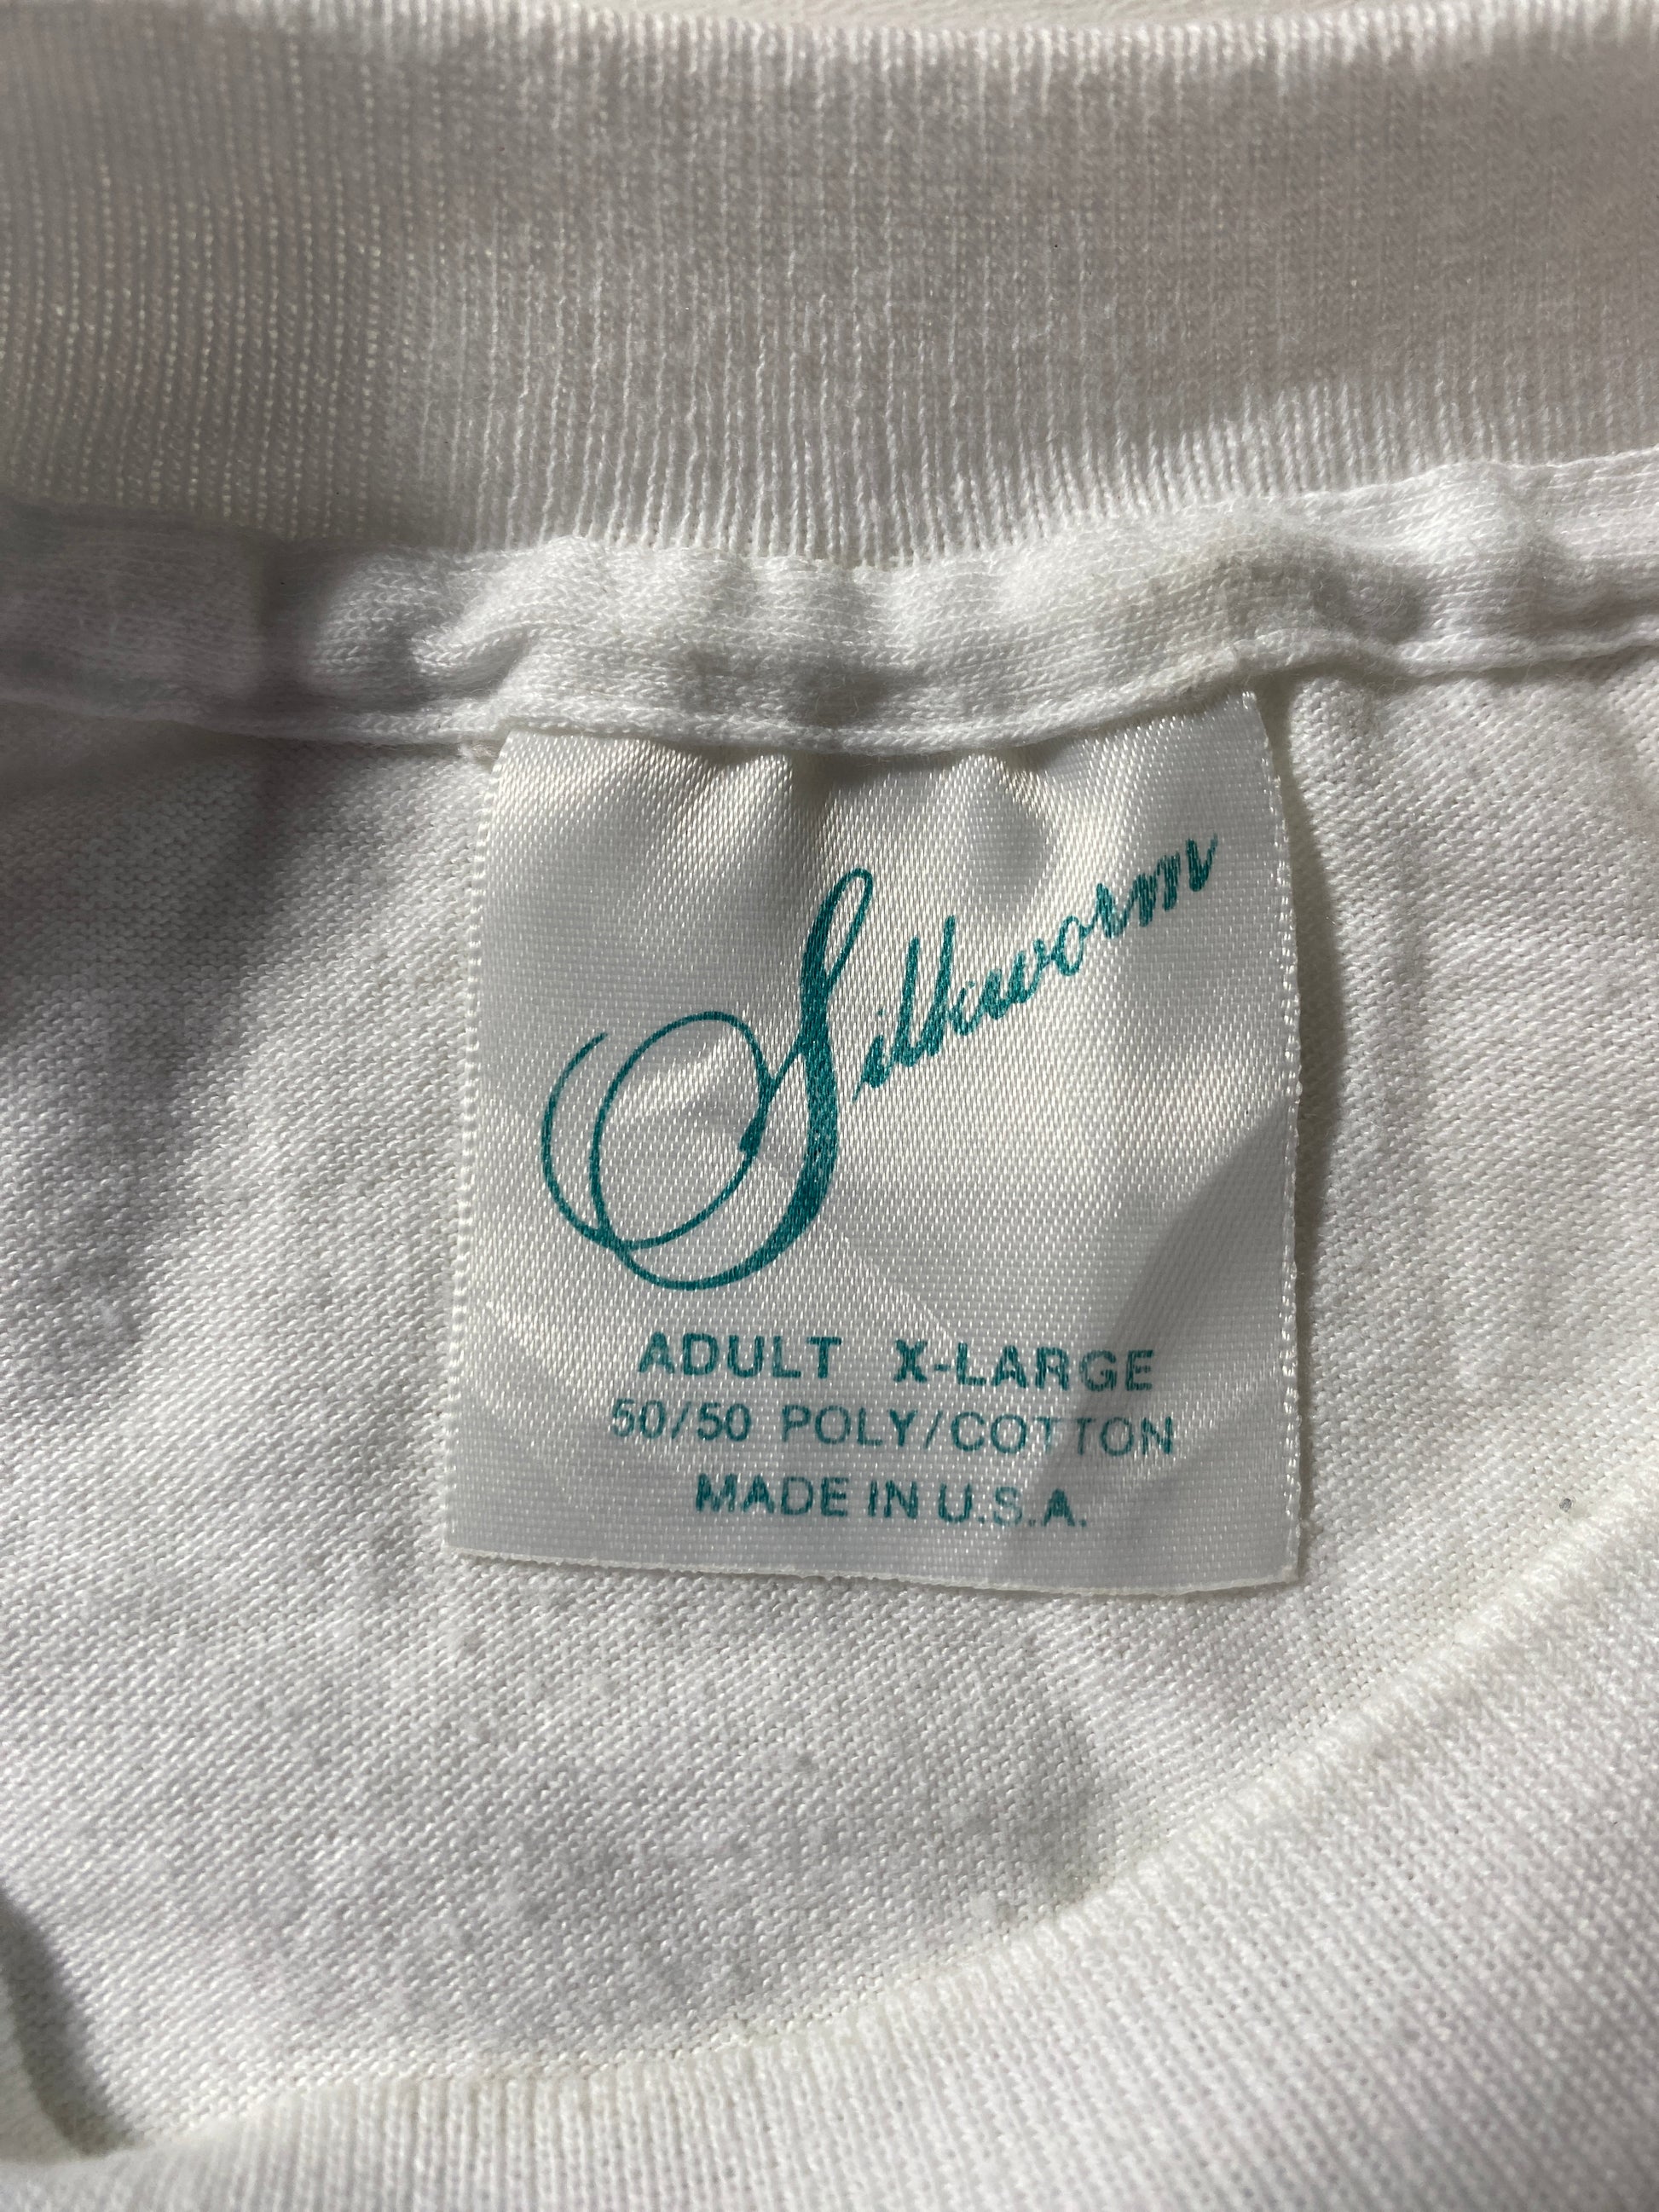 Silkworm
ADULT X-LARGE
50/50 POLY/COTTON
MADE IN U.S.A.